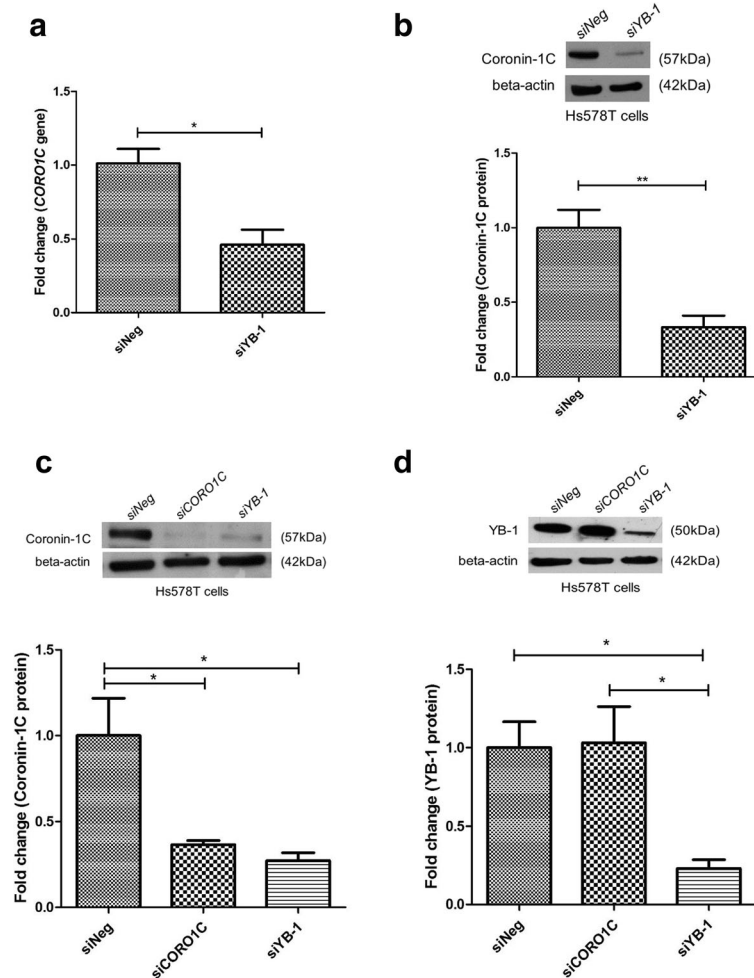 a
1.5
1.0
0.5
0.0
Fold change (CORO1C gene)
*
siNeg
siYB-1
b
siNeg
siYB-1
Coronin-1C
(57kDa)
beta-actin
(42kDa)
Hs578T cells
1.5
1.0
0.5
0.0
Fold change (Coronin-1C protein)
**
siNeg
siYB-1
c
siNeg
siCORO1C
siYB-1
Coronin-1C
(57kDa)
beta-actin
(42kDa)
Hs578T cells
1.5
1.0
0.5
0.0
Fold change (Coronin-1C protein)
*
*
siNeg
siCORO1C
siYB-1
d
siNeg
siCORO1C
siYB-1
YB-1
(50kDa)
beta-actin
(42kDa)
Hs578T cells
1.5
1.0
0.5
0.0
Fold change (YB-1 protein)
*
*
siNeg
siCORO1C
siYB-1